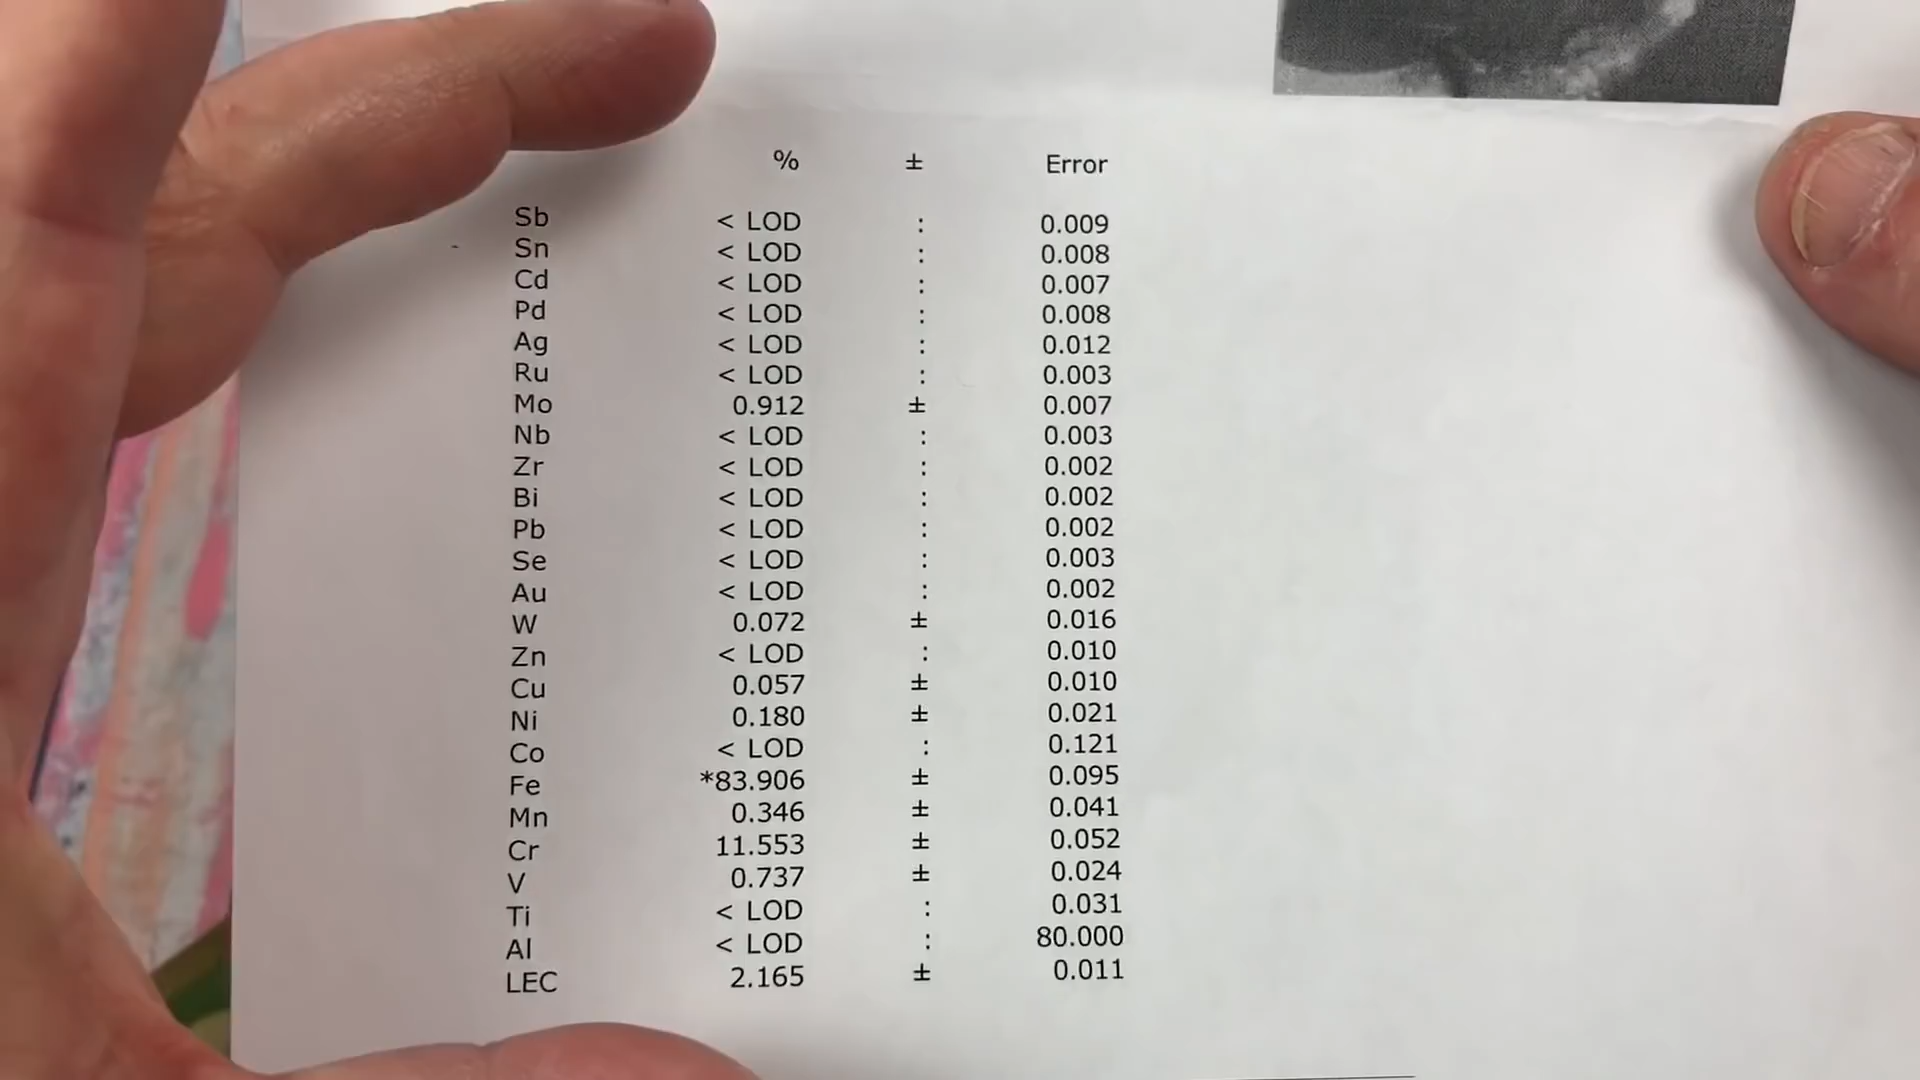 % ± Error
Sb < LOD : 0.009
Sn < LOD : 0.008
Cd < LOD : 0.007
Pd < LOD : 0.008
Ag < LOD : 0.012
Ru < LOD : 0.003
Mo 0.912 ± 0.007
Nb < LOD : 0.003
Zr < LOD : 0.002
Bi < LOD : 0.002
Pb < LOD : 0.002
Se < LOD : 0.003
Au < LOD : 0.002
W 0.072 ± 0.016
Zn < LOD : 0.010
Cu 0.057 ± 0.010
Ni 0.180 ± 0.021
Co < LOD : 0.121
Fe *83.906 ± 0.095
Mn 0.346 ± 0.041
Cr 11.553 ± 0.052
V 0.737 ± 0.024
Ti < LOD : 0.031
Al < LOD : 80.000
LEC 2.165 ± 0.011